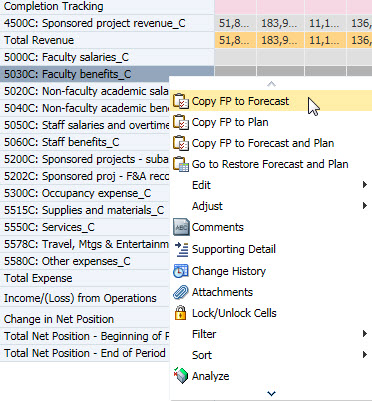 Completion Tracking
4500C: Sponsored project revenue_C 51,8... 183,9... 11,1... 136,...
Total Revenue 51,8... 183,9... 11,1... 136,...
5000C: Faculty salaries_C
5030C: Faculty benefits_C
5020C: Non-faculty academic sala
5040C: Non-faculty academic ben
5050C: Staff salaries and overtime
5060C: Staff benefits_C
5200C: Sponsored projects - suba
5202C: Sponsored proj - F&A reco
5300C: Occupancy expense_C
5515C: Supplies and materials_C
5550C: Services_C
5578C: Travel, Mtgs & Entertainm
5580C: Other expenses_C
Total Expense
Income/(Loss) from Operations
Change in Net Position
Total Net Position - Beginning of P
Total Net Position - End of Period
Copy FP to Forecast
Copy FP to Plan
Copy FP to Forecast and Plan
Go to Restore Forecast and Plan
Edit
Adjust
ABC Comments
Supporting Detail
Change History
Attachments
Lock/Unlock Cells
Filter
Sort
Analyze